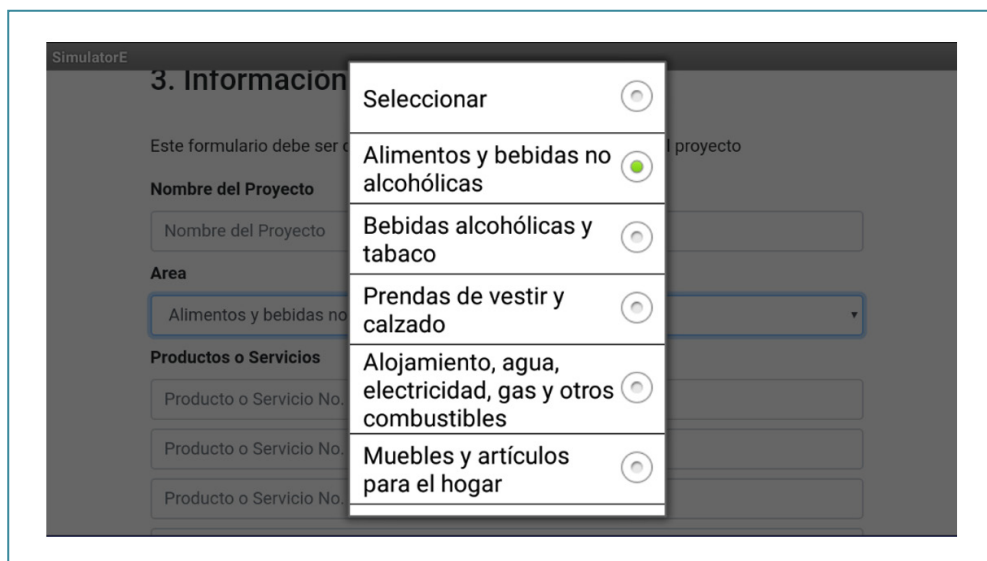 SimulatorE
3. Información
Este formulario debe ser
l proyecto
Nombre del Proyecto
Nombre del Proyecto
Area
Alimentos y bebidas no
Productos o Servicios
Producto o Servicio No.
Producto o Servicio No.
Producto o Servicio No.
Seleccionar
Alimentos y bebidas no
alcohólicas
Bebidas alcohólicas y
tabaco
Prendas de vestir y
calzado
Alojamiento, agua,
electricidad, gas y otros
combustibles
Muebles y artículos
para el hogar